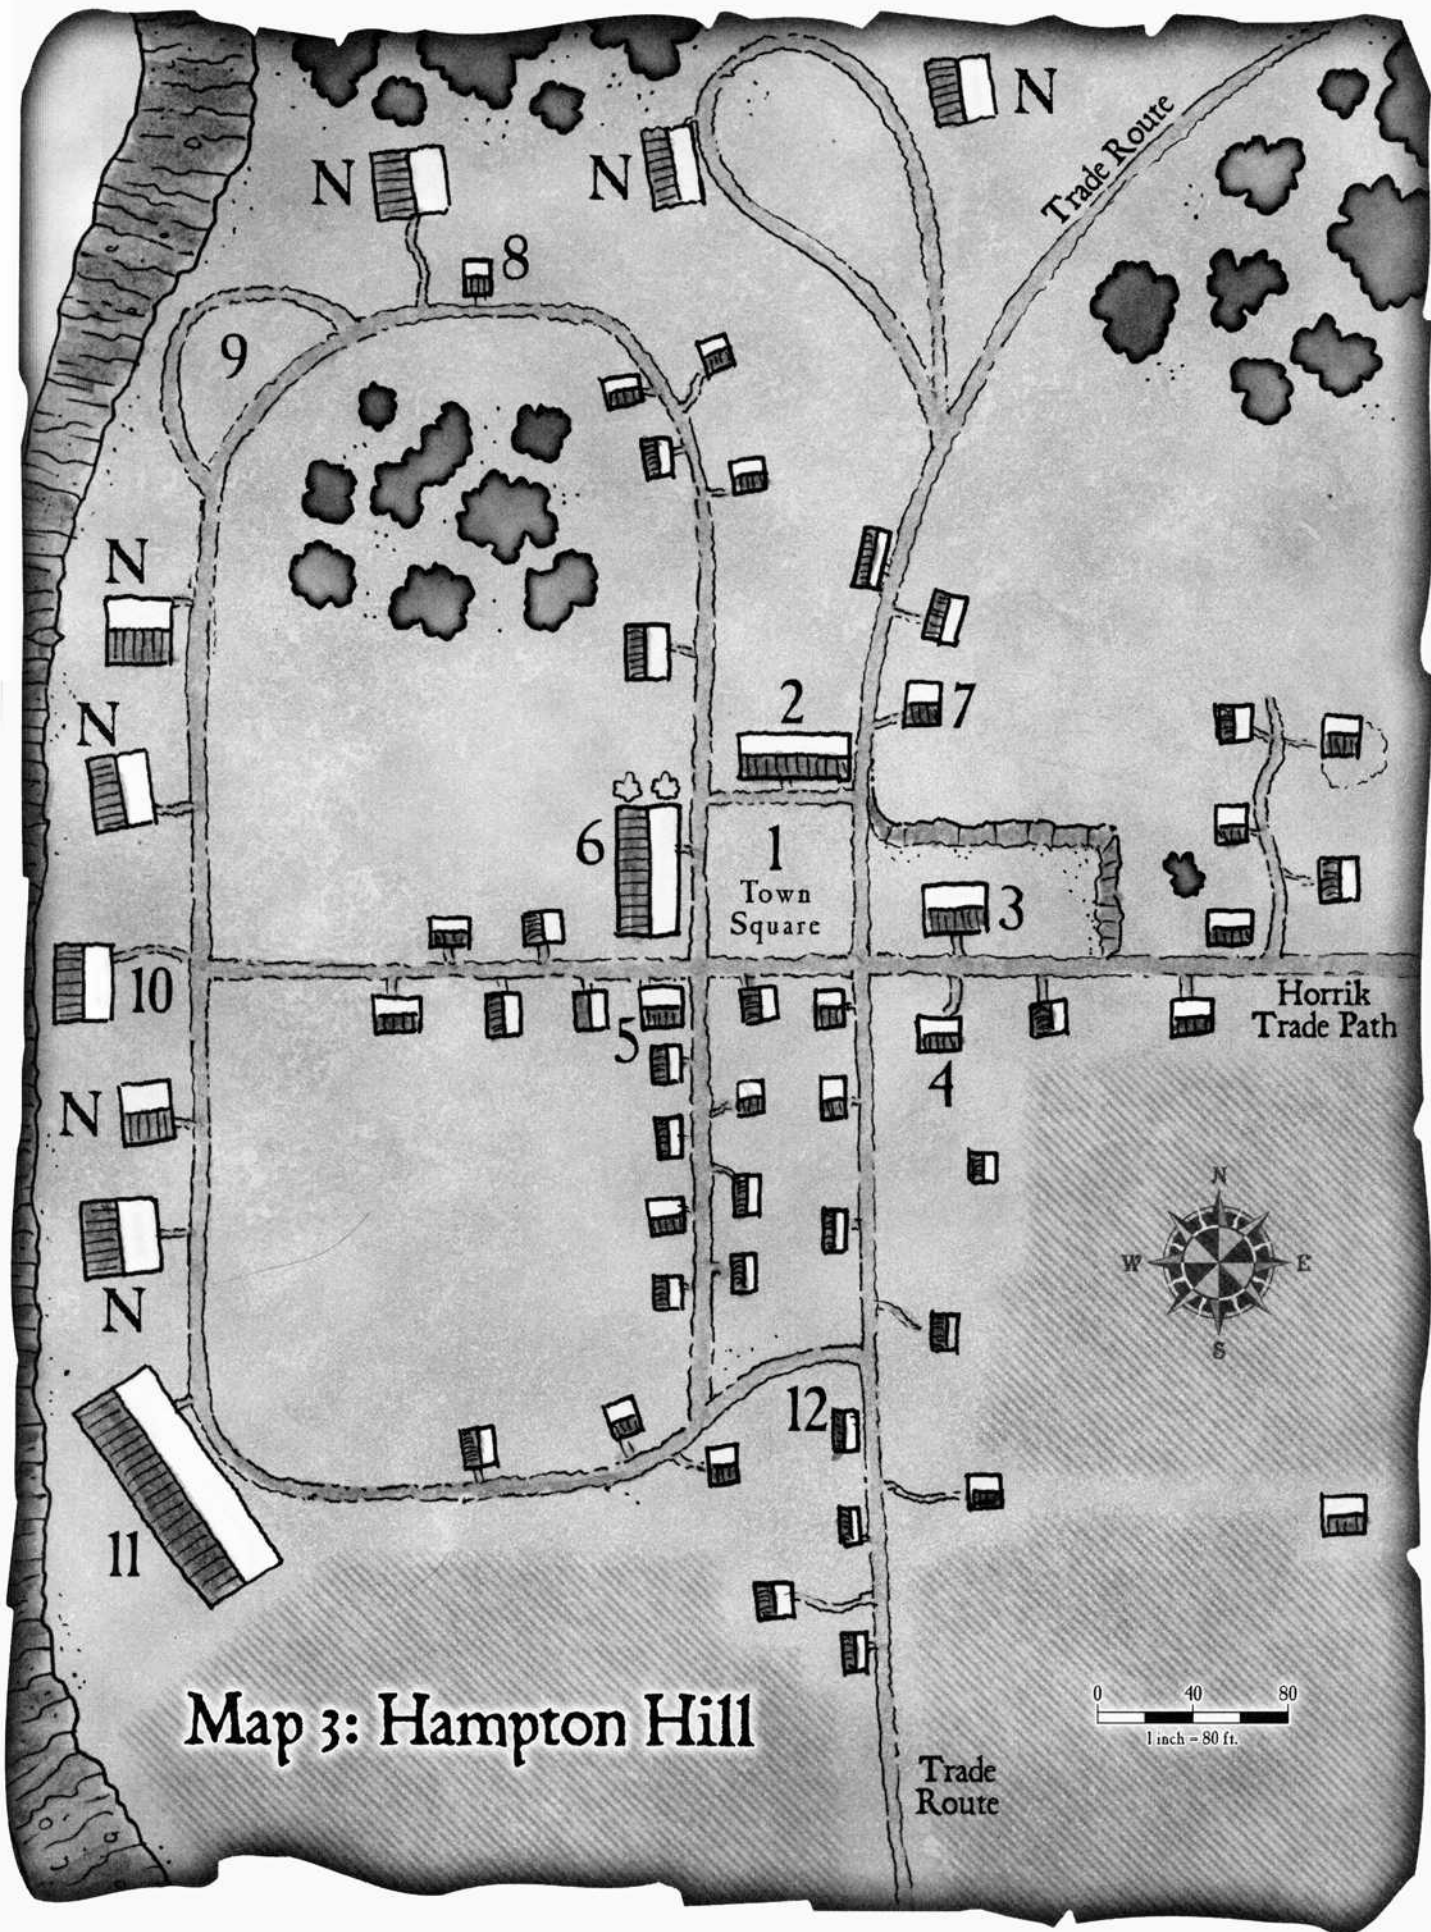 N
N
N
Trade Route
8
9
N
N
2
7
6
1
Town
Square
3
10
Horrik
Trade Path
5
4
N
N
W
E
S
N
12
11
Map 3: Hampton Hill
0 40 80
1 inch = 80 ft.
Trade
Route